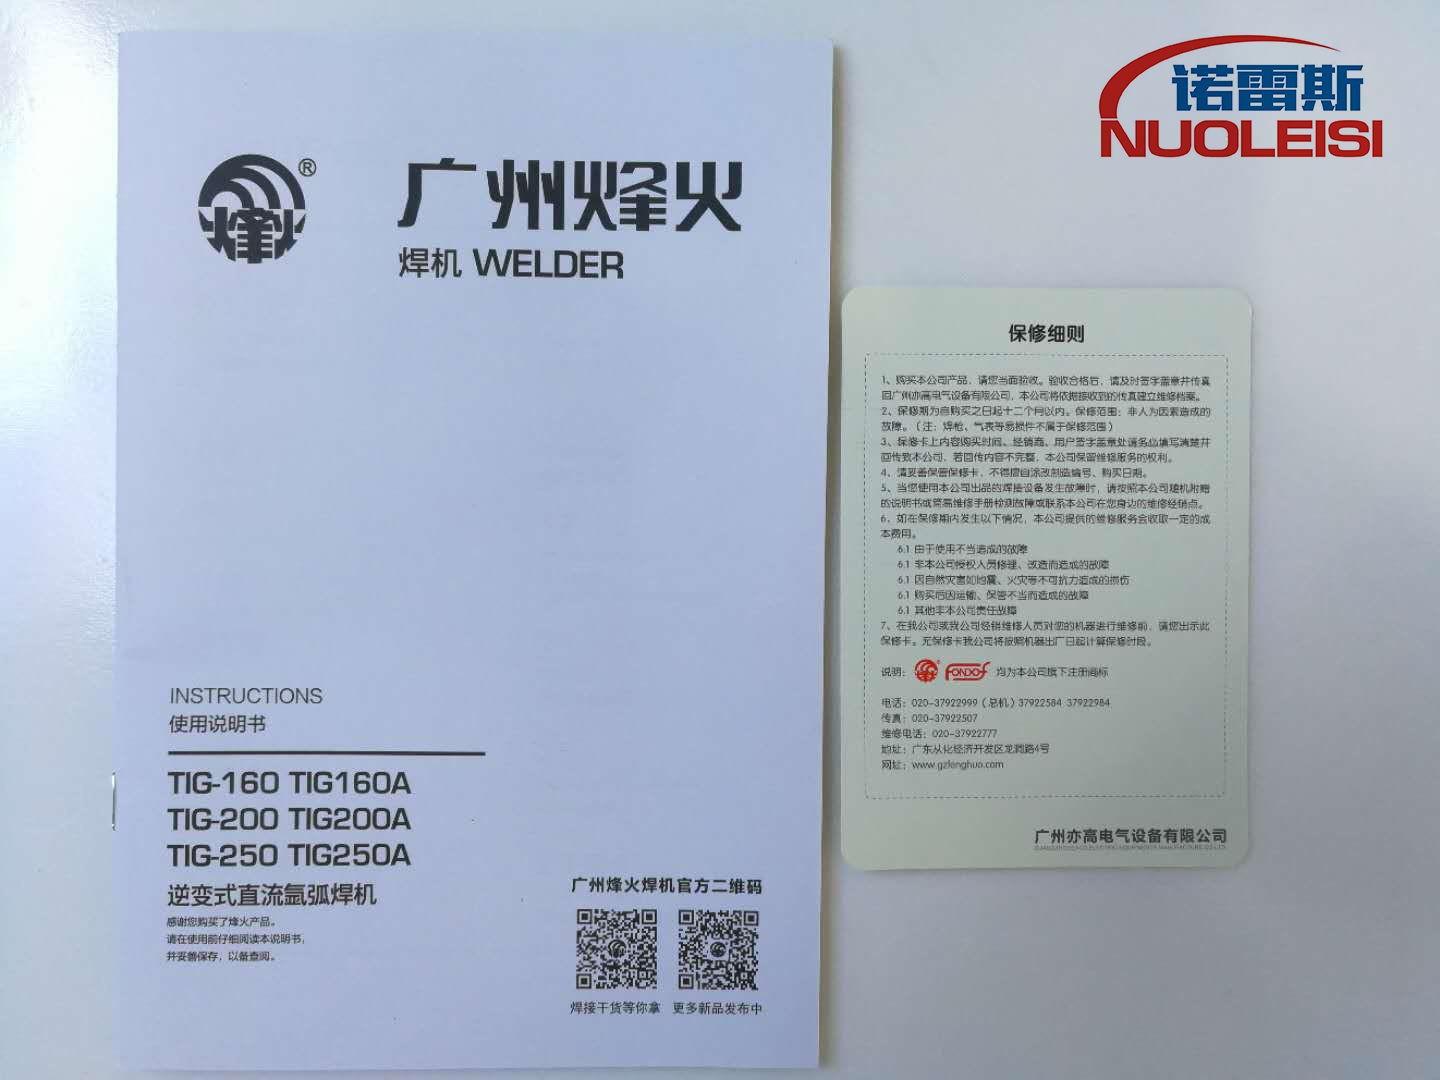 诺雷斯
NUOLEISI
烽火
®
广州烽火
焊机 WELDER
INSTRUCTIONS
使用说明书
TIG-160 TIG160A
TIG-200 TIG200A
TIG-250 TIG250A
逆变式直流氩弧焊机
感谢您购买了烽火产品。
请在使用前仔细阅读本说明书，
并妥善保存，以备查阅。
广州烽火焊机官方二维码
焊接干货等你拿 更多新品发布中
保修细则
1、购买本公司产品，请您当面验收。验收合格后，请及时签字盖章并传真
回广州亦高电气设备有限公司，本公司将依据接收到的传真建立维修档案。
2、保修期为自购买之日起十二个月以内。保修范围：非人为因素造成的
故障。（注：焊枪、气表等易损件不属于保修范围）
3、保修卡上内容购买时间、经销商、用户签字盖章处请务必填写清楚并
回传致本公司，若回传内容不完整，本公司保留维修服务的权利。
4、请妥善保管保修卡，不得擅自涂改制造编号、购买日期。
5、当您使用本公司出品的焊接设备发生故障时，请按照本公司随机附赠
的说明书或简易维修手册检测故障或联系本公司在您身边的维修经销点。
6、如在保修期内发生以下情况，本公司提供的维修服务会收取一定的成
本费用。
6.1 由于使用不当造成的故障
6.1 非本公司授权人员修理、改造而造成的故障
6.1 因自然灾害如地震、火灾等不可抗力造成的损伤
6.1 购买后因运输、保管不当而造成的故障
6.1 其他非本公司责任故障
7、在我公司或我公司经销维修人员对您的机器进行维修前，请您出示此
保修卡。无保修卡我公司将按照机器出厂日起计算保修时段。
说明： 烽火 FONDOF 均为本公司旗下注册商标
电话：020-37922999（总机）37922584 37922984
传真：020-37922507
维修电话：020-37922777
地址：广东从化经济开发区龙洞路4号
网址：www.gzfenghuo.com
广州亦高电气设备有限公司